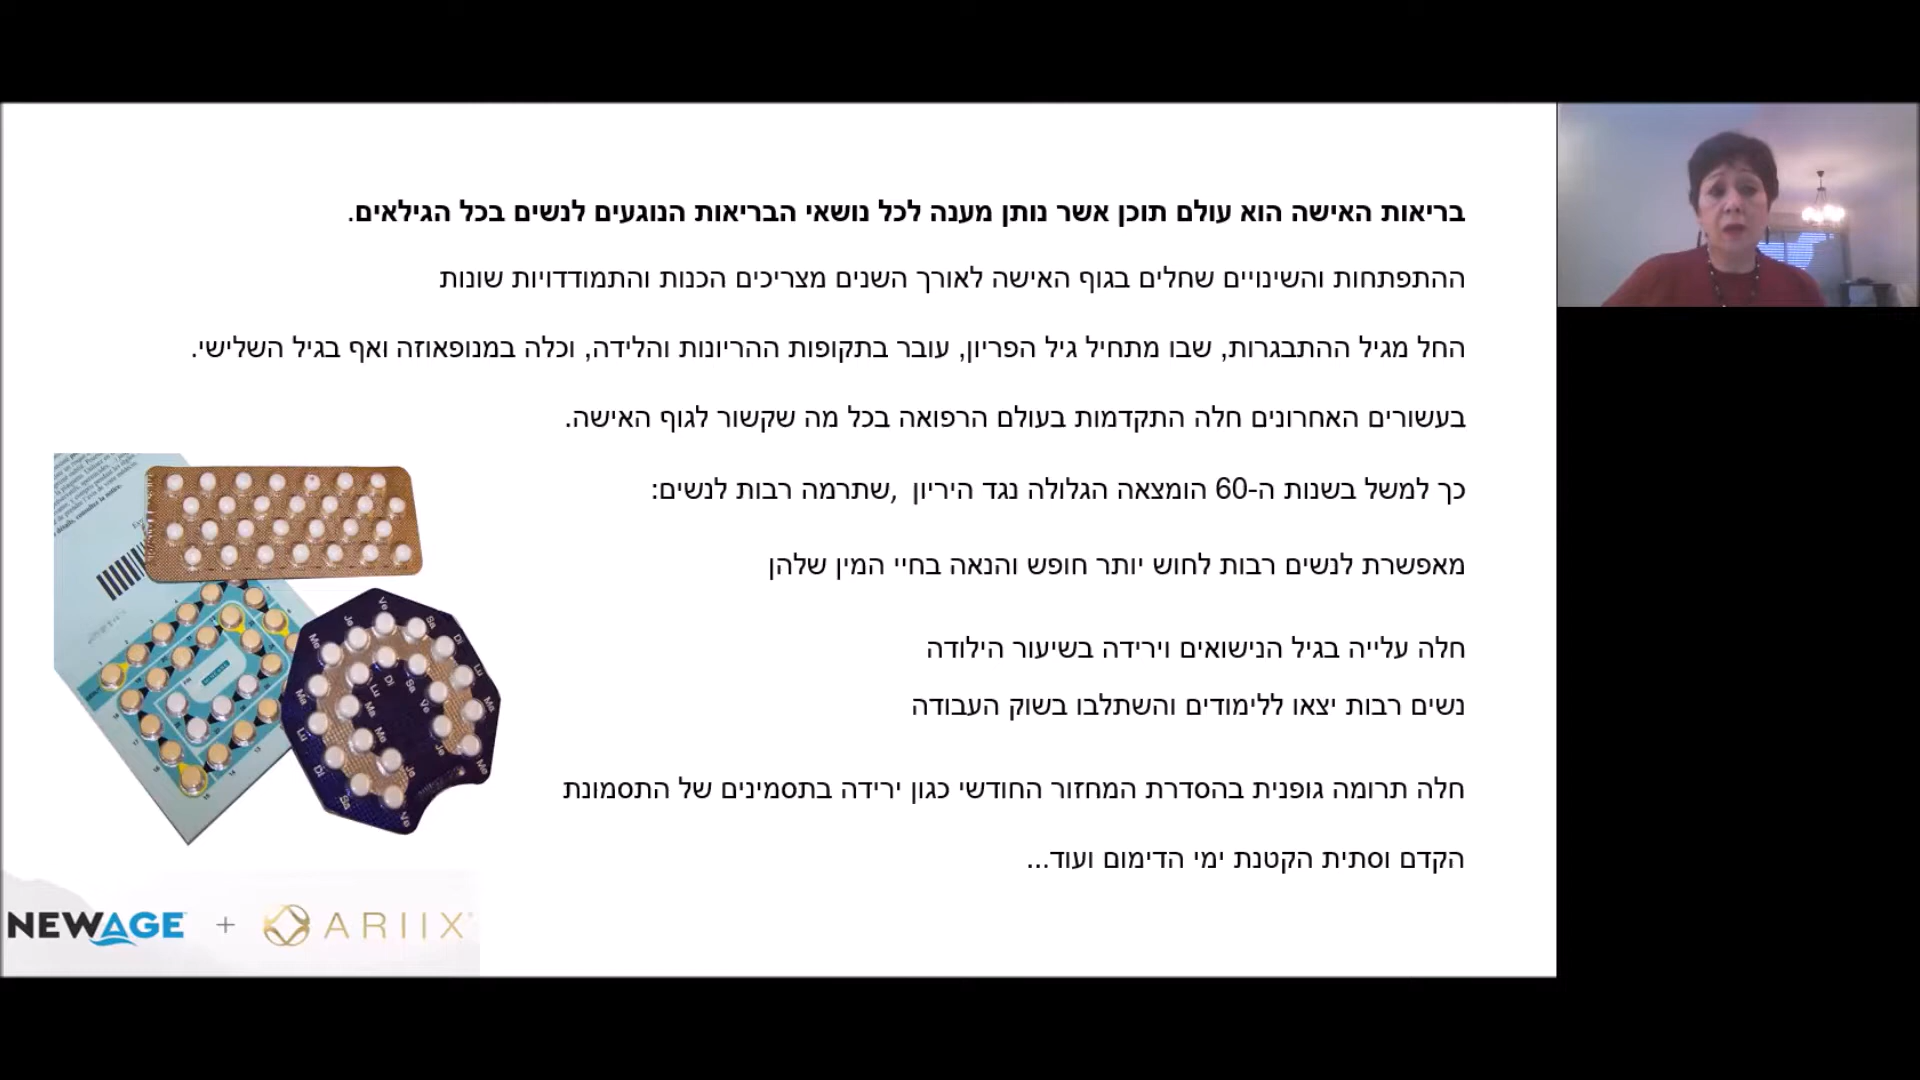 בריאות האישה הוא עולם תוכן אשר נותן מענה לכל נושאי הבריאות הנוגעים לנשים בכל הגילאים.
ההתפתחות והשינויים שחלים בגוף האישה לאורך השנים מצריכים הכנות והתמודדויות שונות
החל מגיל ההתבגרות, שבו מתחיל גיל הפריון, עובר בתקופות ההריונות והלידה, וכלה במנופאוזה ואף בגיל השלישי.
בעשורים האחרונים חלה התקדמות בעולם הרפואה בכל מה שקשור לגוף האישה.
כך למשל בשנות ה-60 הומצאה הגלולה נגד היריון ,שתרמה רבות לנשים:
מאפשרת לנשים רבות לחוש יותר חופש והנאה בחיי המין שלהן
חלה עלייה בגיל הנישואים וירידה בשיעור הילודה
נשים רבות יצאו ללימודים והשתלבו בשוק העבודה
חלה תרומה גופנית בהסדרת המחזור החודשי כגון ירידה בתסמינים של התסמונת
הקדם וסתית הקטנת ימי הדימום ועוד...
NEWAGE + ARIIX